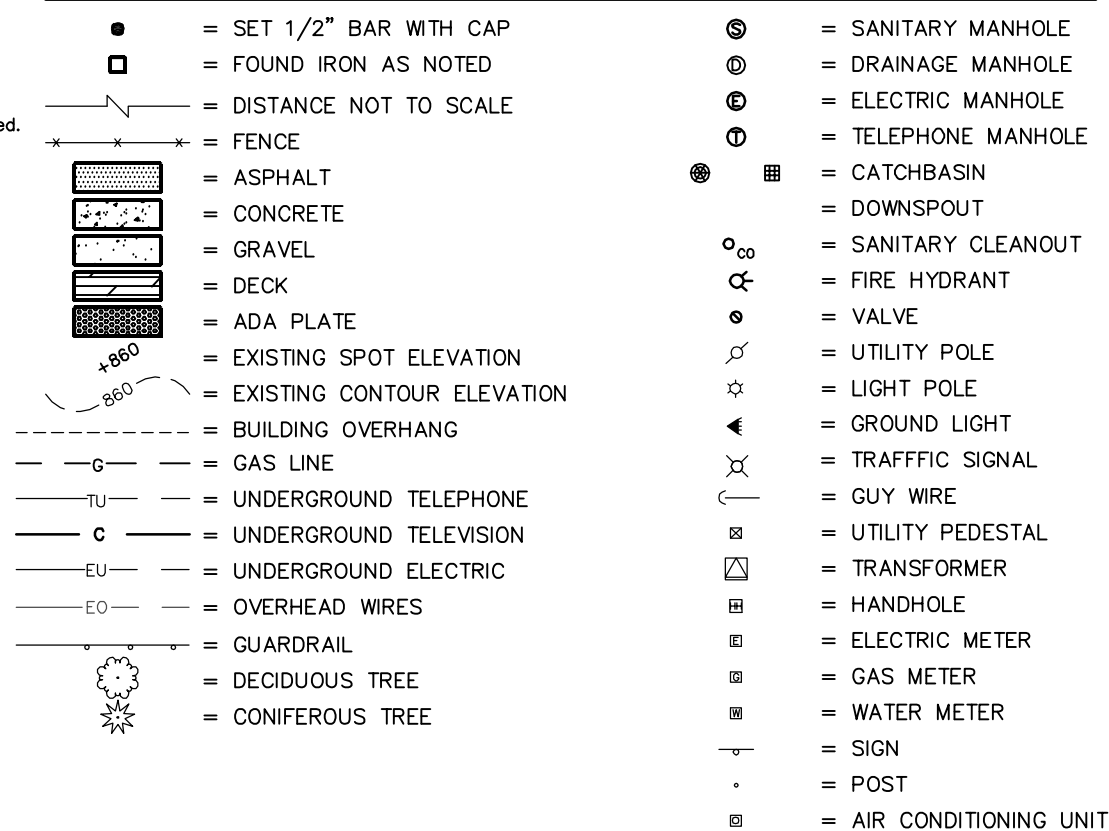 = SET 1/2" BAR WITH CAP
= FOUND IRON AS NOTED
= DISTANCE NOT TO SCALE
ed.
x x x = FENCE
= ASPHALT
= CONCRETE
= GRAVEL
= DECK
= ADA PLATE
+860 = EXISTING SPOT ELEVATION
860 = EXISTING CONTOUR ELEVATION
= BUILDING OVERHANG
G = GAS LINE
TU = UNDERGROUND TELEPHONE
C = UNDERGROUND TELEVISION
EU = UNDERGROUND ELECTRIC
EO = OVERHEAD WIRES
= GUARDRAIL
= DECIDUOUS TREE
= CONIFEROUS TREE
S = SANITARY MANHOLE
D = DRAINAGE MANHOLE
E = ELECTRIC MANHOLE
T = TELEPHONE MANHOLE
= CATCHBASIN
= DOWNSPOUT
CO = SANITARY CLEANOUT
= FIRE HYDRANT
= VALVE
= UTILITY POLE
= LIGHT POLE
= GROUND LIGHT
= TRAFFFIC SIGNAL
= GUY WIRE
= UTILITY PEDESTAL
= TRANSFORMER
= HANDHOLE
E = ELECTRIC METER
G = GAS METER
W = WATER METER
= SIGN
= POST
= AIR CONDITIONING UNIT